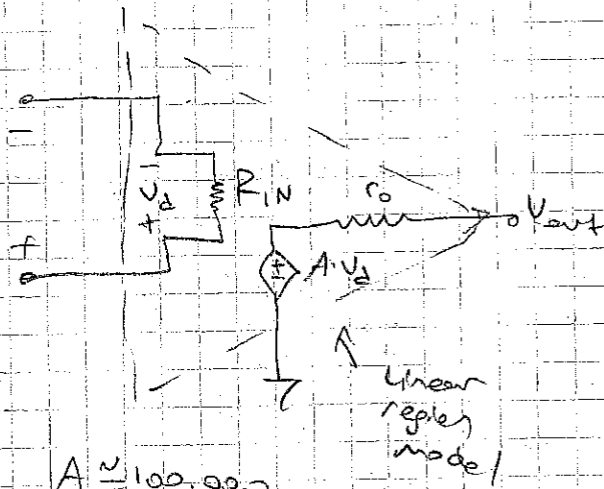 −
− 
Vd
+
RIN
ro
Vout
+
A·Vd
Linear
region
model
A ≃ 100,000